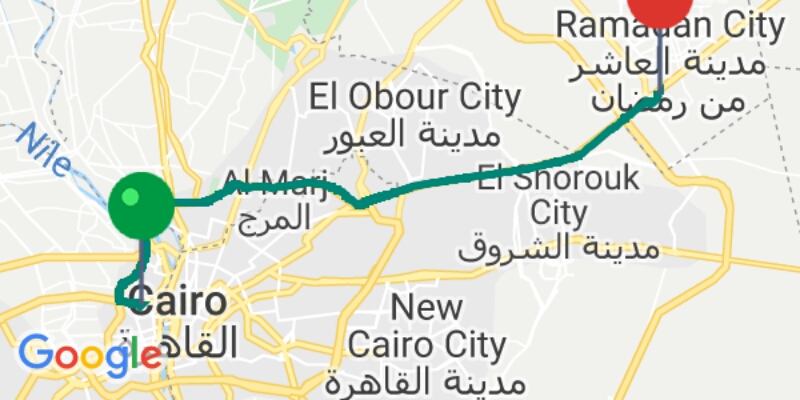 Ramadan City
مدينة العاشر
من رمضان
El Obour City
مدينة العبور
Nile
Al Marj
المرج
El Shorouk
City
مدينة الشروق
Cairo
القاهرة
New
Cairo City
مدينة القاهرة
Google